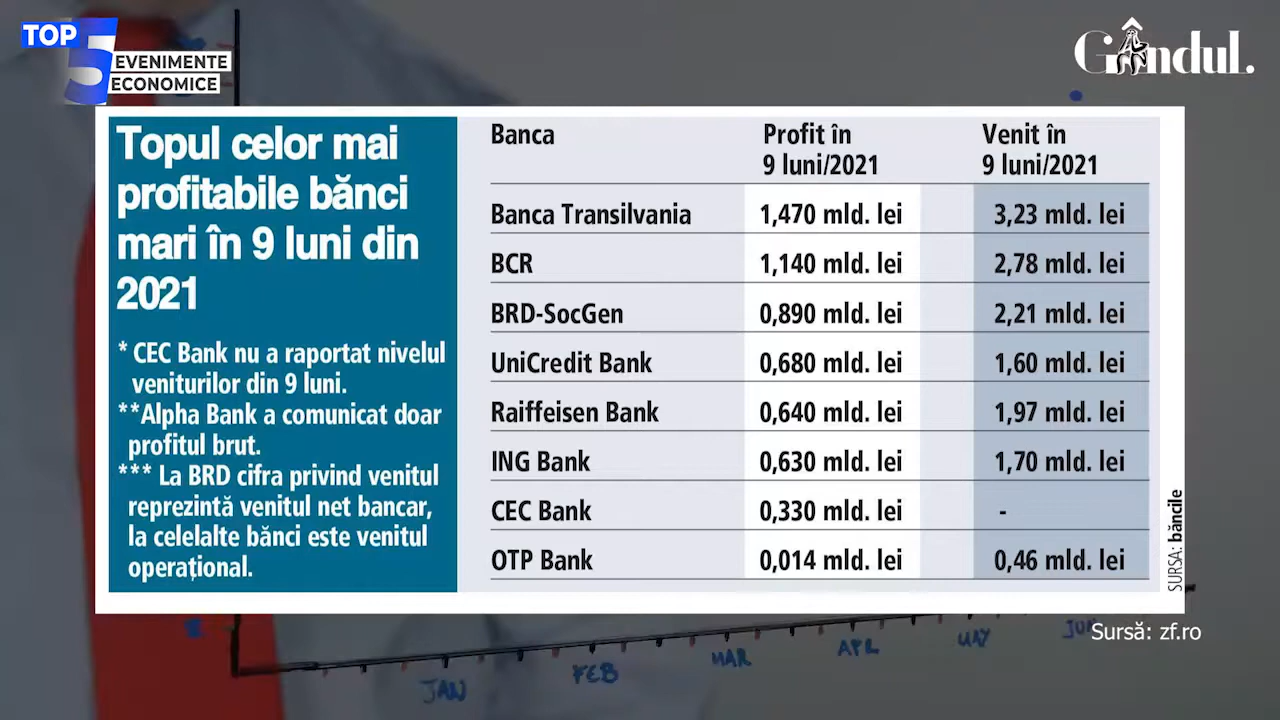 TOP 5
EVENIMENTE
ECONOMICE
Gândul.
Topul celor mai
profitabile bănci
mari în 9 luni din
2021
* CEC Bank nu a raportat nivelul
veniturilor din 9 luni.
**Alpha Bank a comunicat doar
profitul brut.
*** La BRD cifra privind venitul
reprezintă venitul net bancar,
la celelalte bănci este venitul
operațional.
Banca Profit în 9 luni/2021 Venit în 9 luni/2021
Banca Transilvania 1,470 mld. lei 3,23 mld. lei
BCR 1,140 mld. lei 2,78 mld. lei
BRD-SocGen 0,890 mld. lei 2,21 mld. lei
UniCredit Bank 0,680 mld. lei 1,60 mld. lei
Raiffeisen Bank 0,640 mld. lei 1,97 mld. lei
ING Bank 0,630 mld. lei 1,70 mld. lei
CEC Bank 0,330 mld. lei -
OTP Bank 0,014 mld. lei 0,46 mld. lei
SURSA: băncile
Sursă: zf.ro
JAN FEB MAR APR MAY JUN